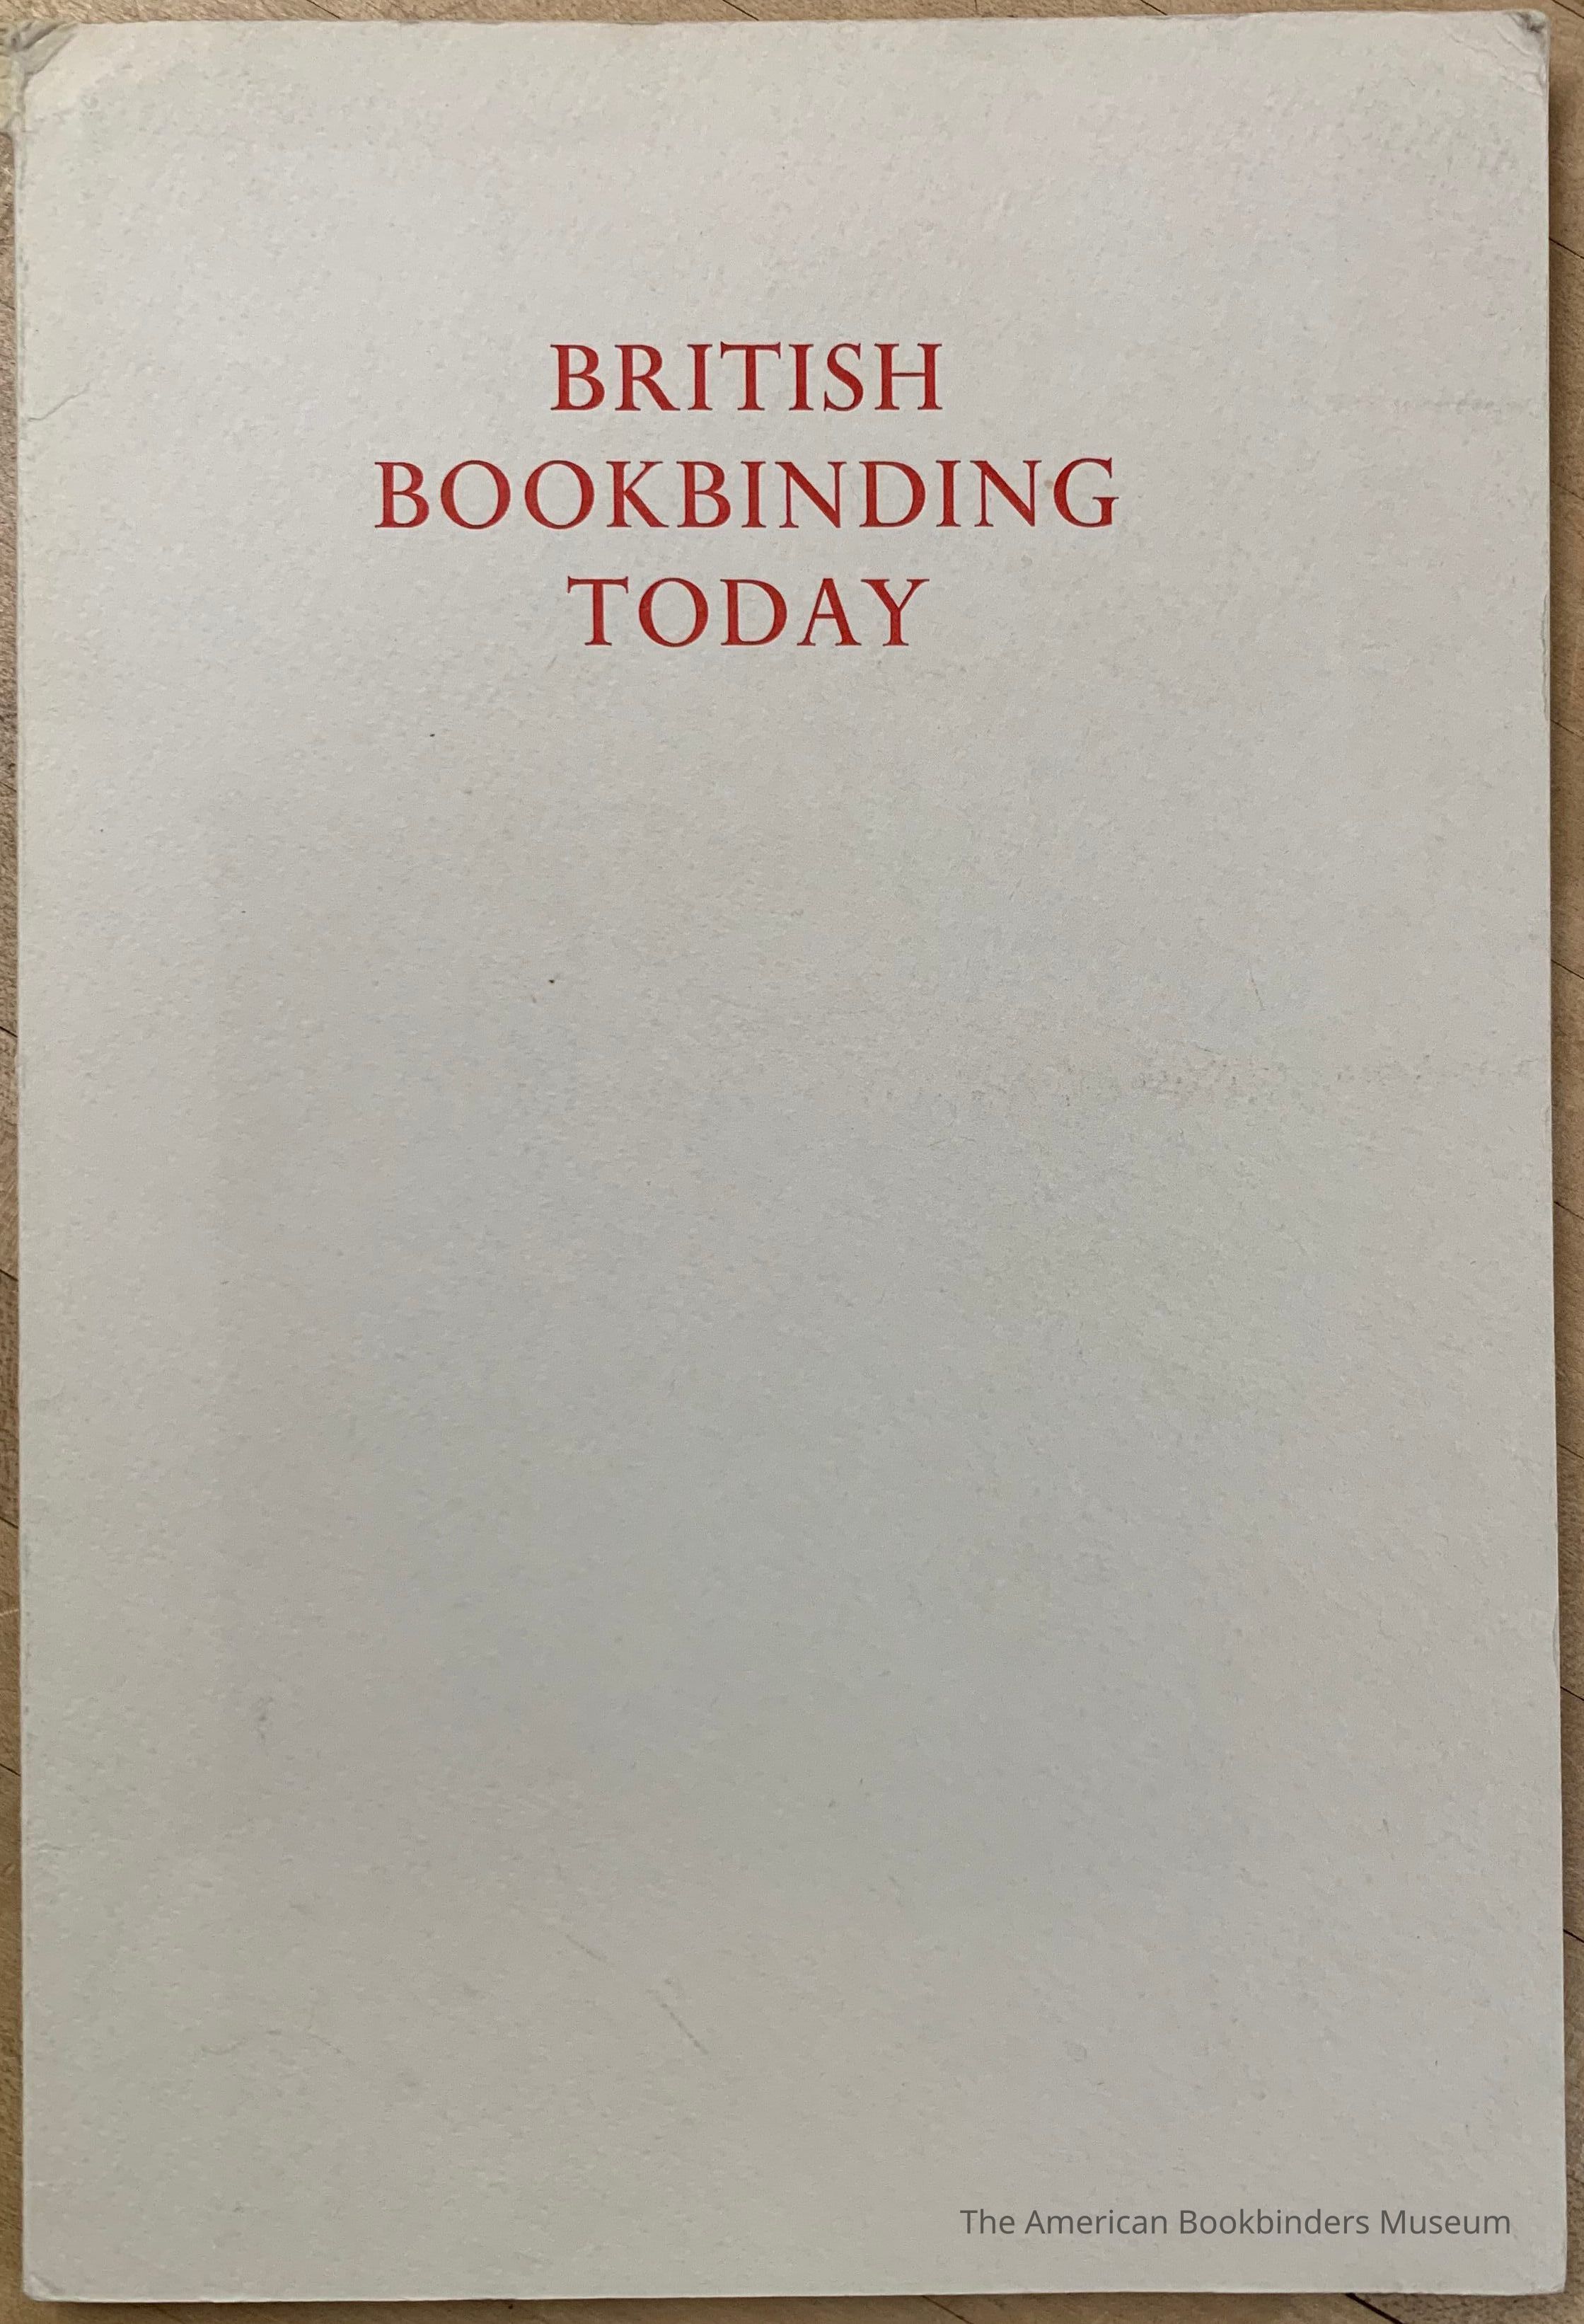 BRITISH
BOOKBINDING
TODAY
The American Bookbinders Museum